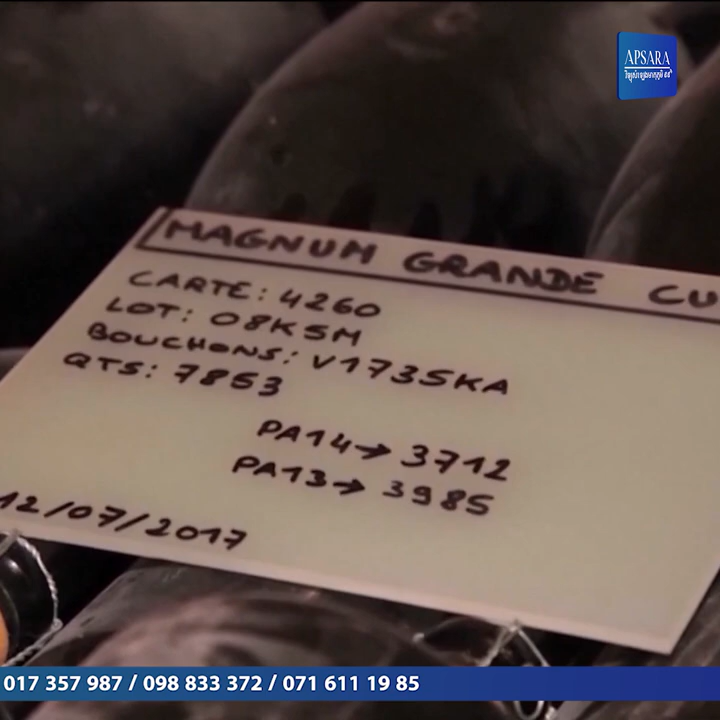 APSARA
MAGNUM GRANDE CU
CARTE: 4260
LOT: 08K5M
BOUCHONS: V1735KA
QTS: 7853
PA14→ 3712
PA13→ 3985
12/07/2017
017 357 987 / 098 833 372 / 071 611 19 85